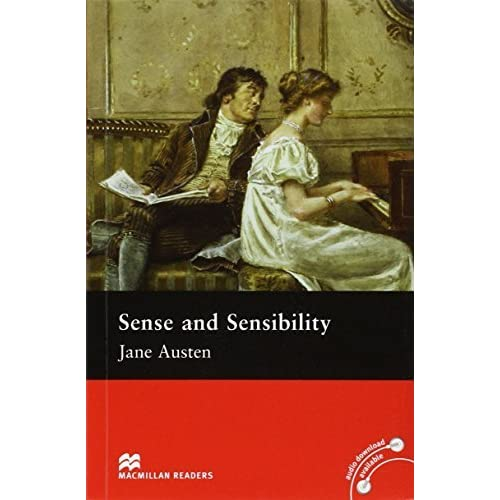 Sense and Sensibility
Jane Austen
MACMILLAN READERS
audio download
available